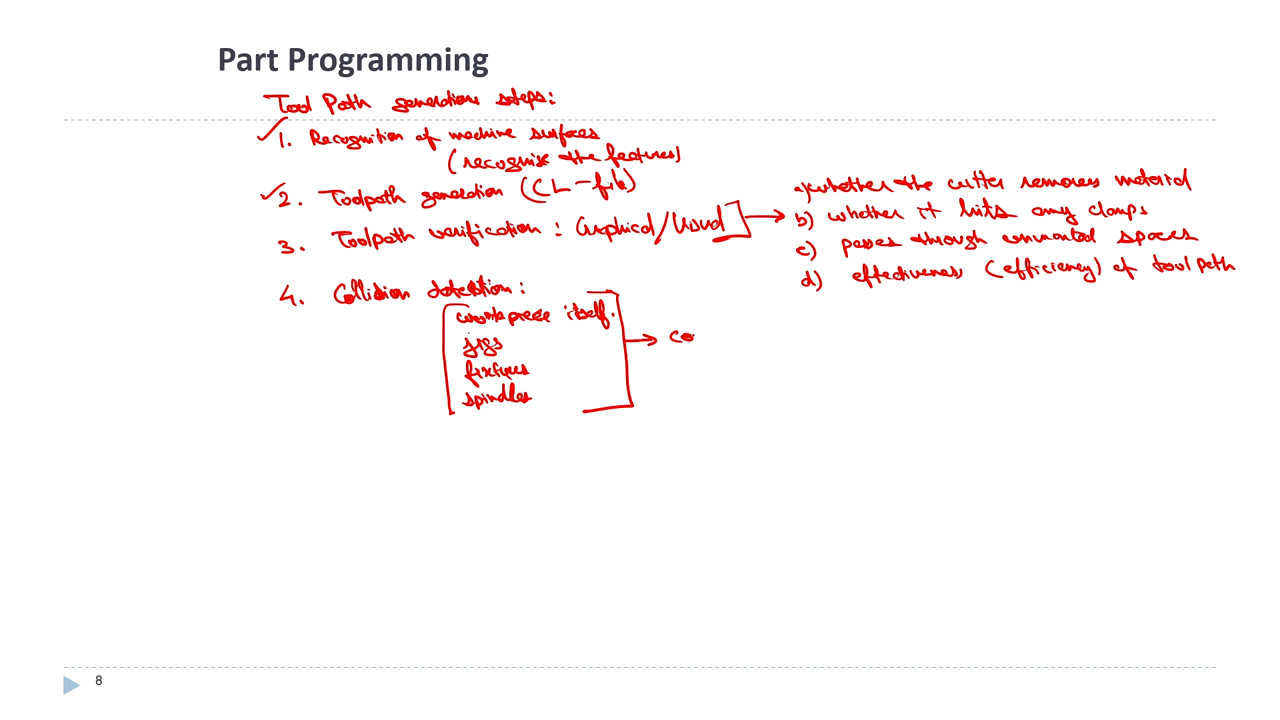 Part Programming
Tool Path generation steps:
1. Recognition of machine surfaces
(recognise the features)
2. Toolpath generation (CL-file)
3. Toolpath verification : Graphical/Visual
a) whether the cutter removes material
b) whether it hits any clamps
c) passes through unwanted spaces
d) effectiveness (efficiency) of tool path
4. Collision detection :
workpiece itself.
jigs
fixtures
spindles
co
8